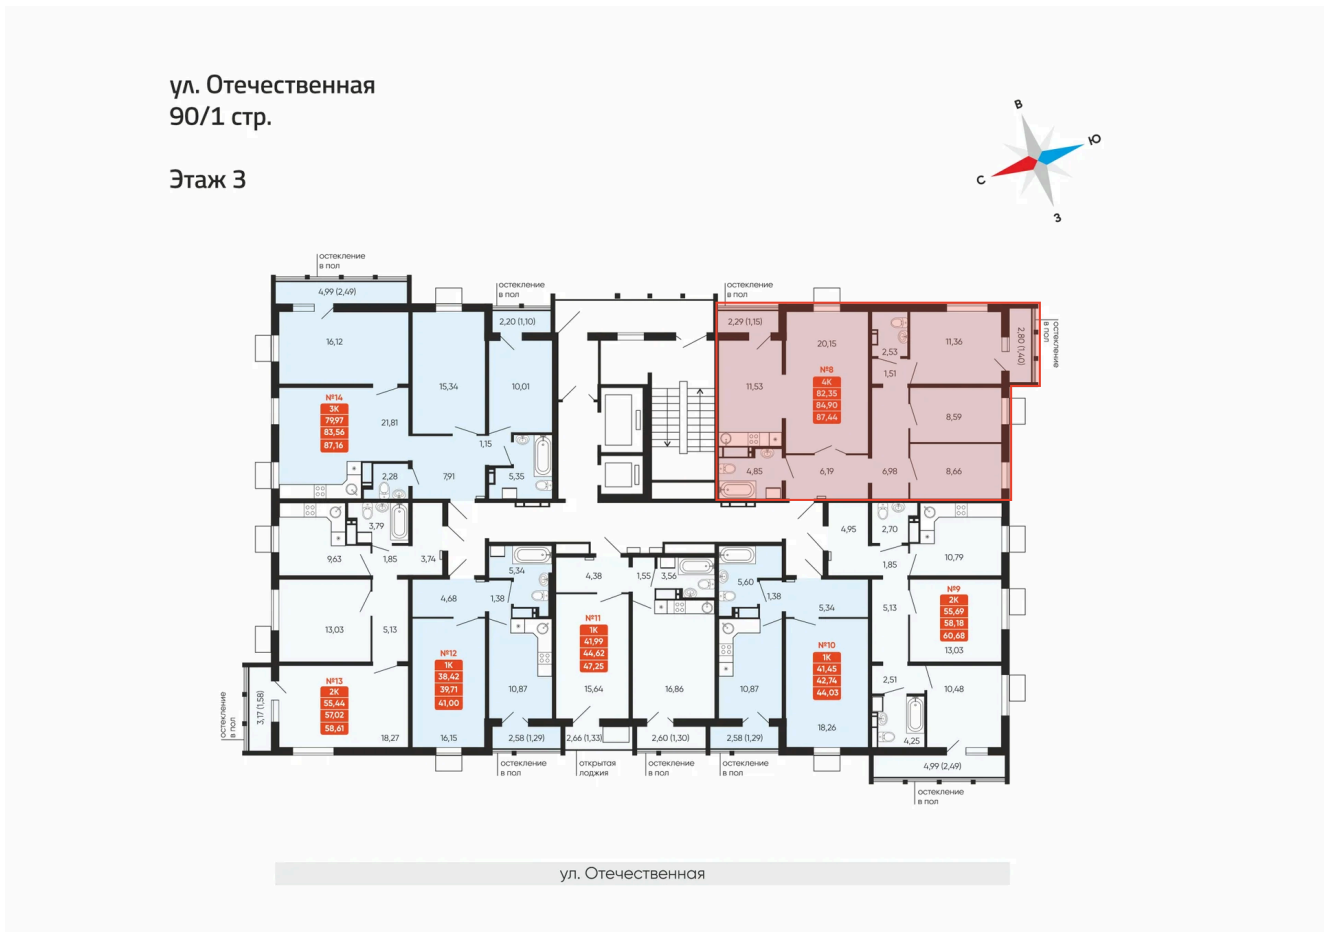 ул. Отечественная
90/1 стр.
Этаж 3
В
Ю
С
З
остекление
в пол
4,99 (2,49)
16,12
15,34
остекление
в пол
2,20 (1,10)
10,01
№14
3К
79,97
83,56
87,16
21,81
1,15
7,91
2,28
5,35
остекление
в пол
2,29 (1,15)
20,15
11,53
№8
4К
82,35
84,90
87,44
2,53
1,51
11,36
2,80 (1,40)
остекление
в пол
8,59
4,85
6,19
6,98
8,66
3,79
9,63
1,85
3,74
13,03
5,13
№13
2К
55,44
57,02
58,61
18,27
3,17 (1,58)
остекление
в пол
5,34
4,68
1,38
№12
1К
38,42
39,71
41,00
10,87
16,15
2,58 (1,29)
остекление
в пол
4,38
1,55
3,56
№11
1К
41,99
44,62
47,25
15,64
16,86
2,66 (1,33)
открытая
лоджия
2,60 (1,30)
остекление
в пол
5,60
1,38
5,34
№10
1К
41,45
42,74
44,03
10,87
18,26
2,58 (1,29)
остекление
в пол
4,95
2,70
1,85
10,79
5,13
№9
2К
55,69
58,18
60,68
13,03
2,51
10,48
4,25
4,99 (2,49)
остекление
в пол
ул. Отечественная